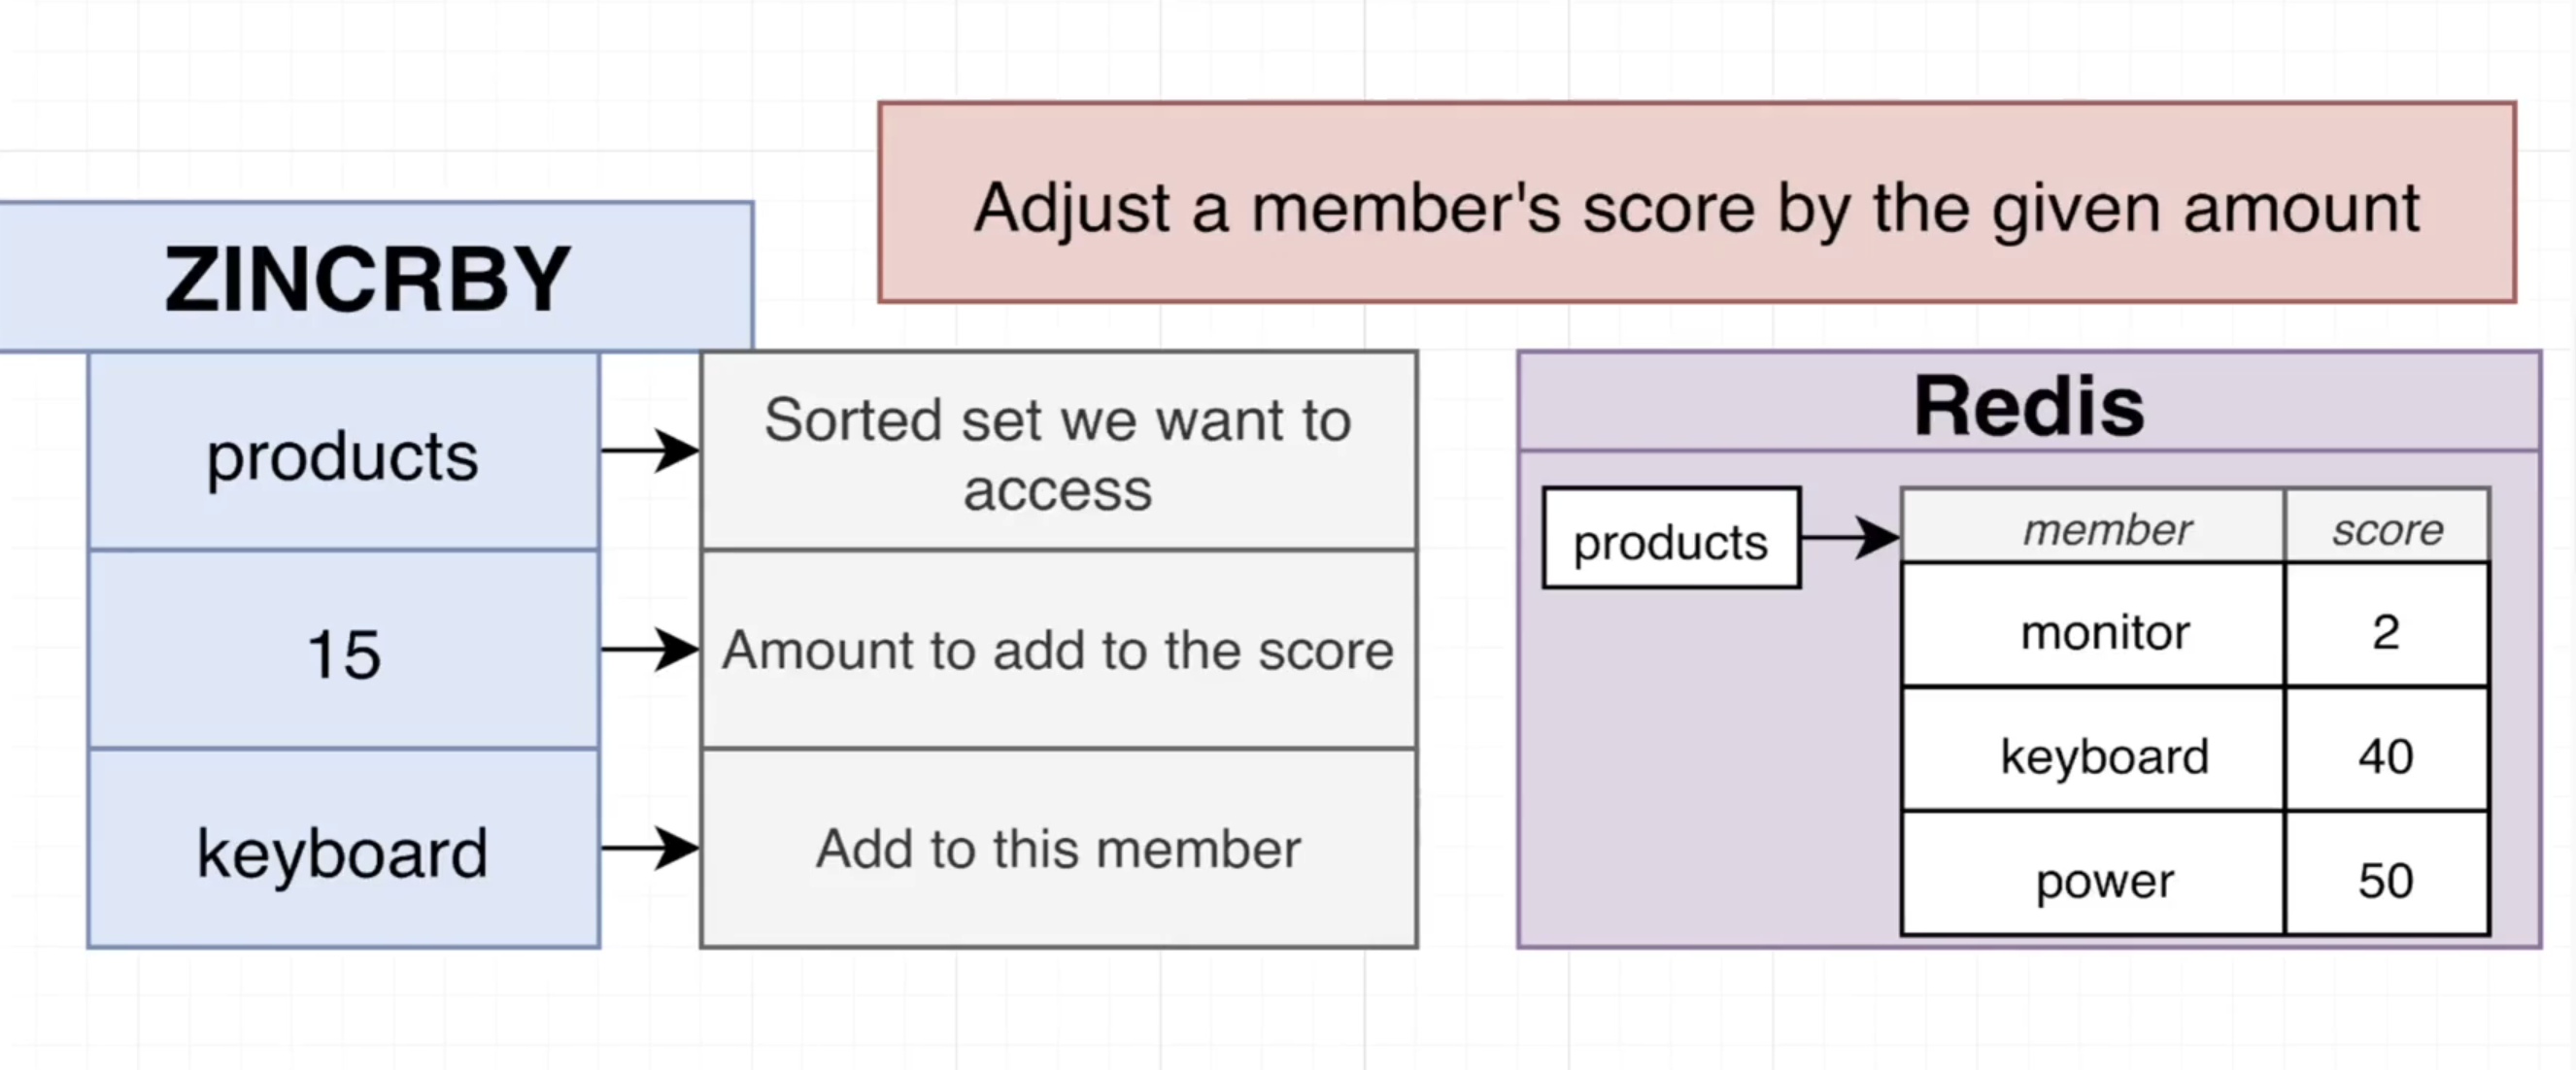 Adjust a member's score by the given amount
ZINCRBY
products
Sorted set we want to
access
15
Amount to add to the score
keyboard
Add to this member
Redis
products
member score
monitor 2
keyboard 40
power 50